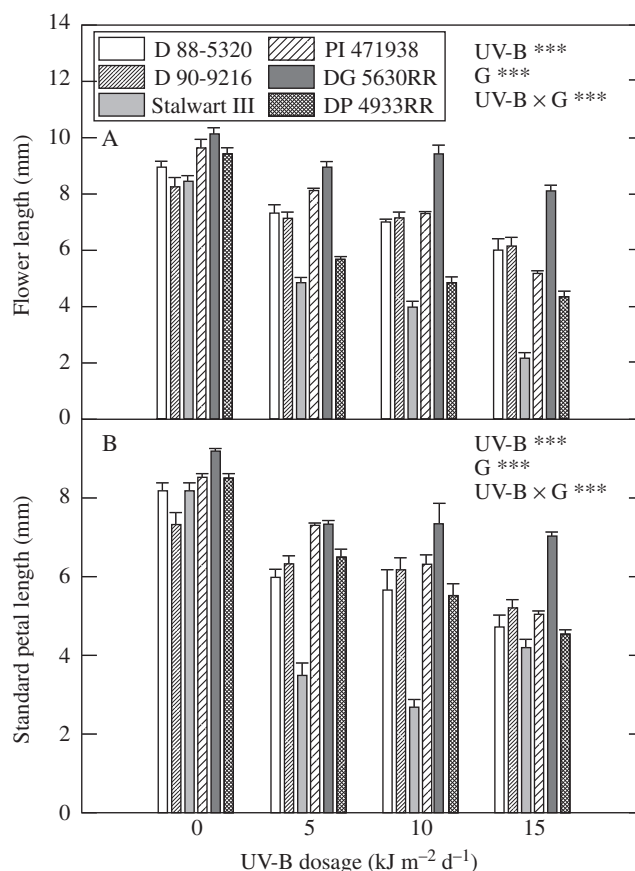 14
12
10
8
6
4
2
0
Flower length (mm)
D 88-5320
D 90-9216
Stalwart III
PI 471938
DG 5630RR
DP 4933RR
UV-B ***
G ***
UV-B × G ***
A
B
UV-B ***
G ***
UV-B × G ***
8
6
4
2
0
Standard petal length (mm)
0 5 10 15
UV-B dosage (kJ m⁻² d⁻¹)